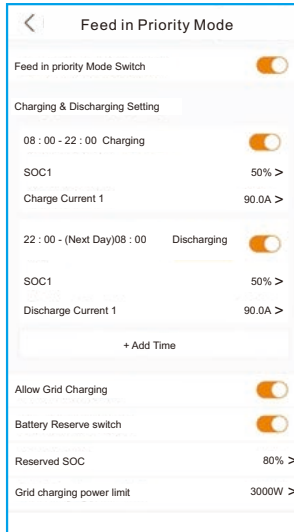 Feed in Priority Mode
Feed in priority Mode Switch
Charging & Discharging Setting
08 : 00 - 22 : 00 Charging
SOC1 50% >
Charge Current 1 90.0A >
22 : 00 - (Next Day)08 : 00 Discharging
SOC1 50% >
Discharge Current 1 90.0A >
+ Add Time
Allow Grid Charging
Battery Reserve switch
Reserved SOC 80% >
Grid charging power limit 3000W >